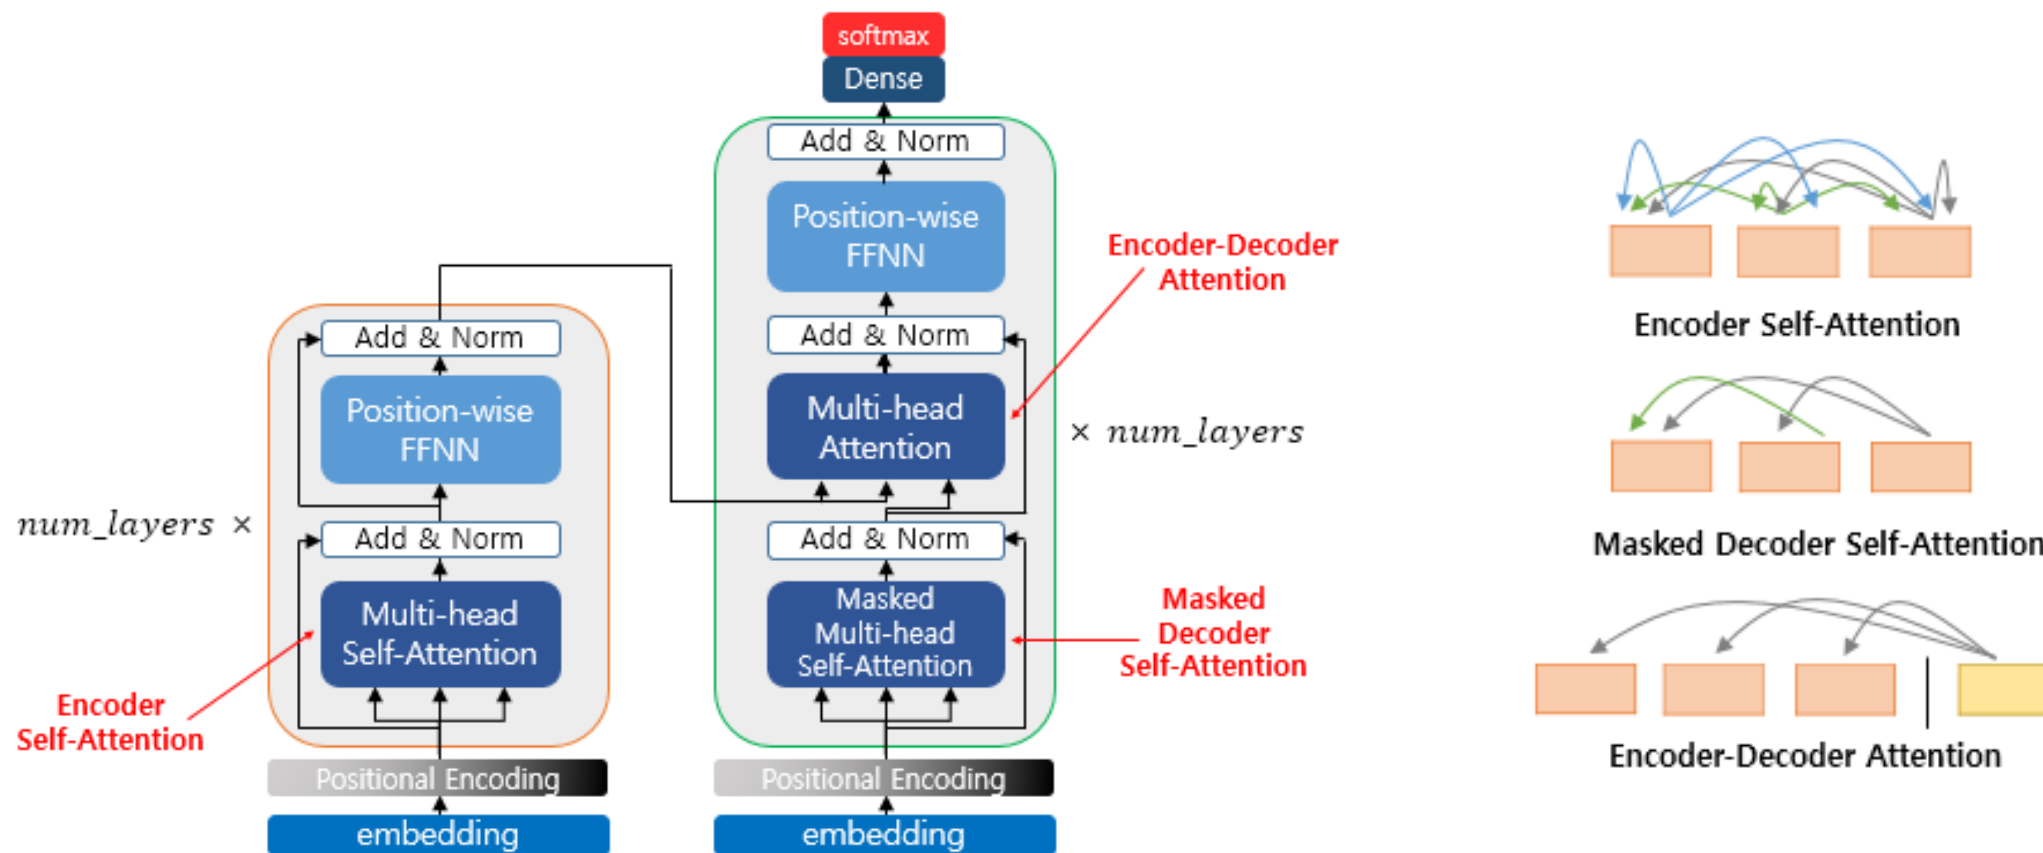 softmax
Dense
Add & Norm
Position-wise
FFNN
Add & Norm
Multi-head
Attention
Add & Norm
Masked
Multi-head
Self-Attention
Positional Encoding
embedding
Encoder-Decoder
Attention
× num_layers
Masked
Decoder
Self-Attention
Add & Norm
Position-wise
FFNN
Add & Norm
Multi-head
Self-Attention
Positional Encoding
embedding
num_layers ×
Encoder
Self-Attention
Encoder Self-Attention
Masked Decoder Self-Attention
Encoder-Decoder Attention